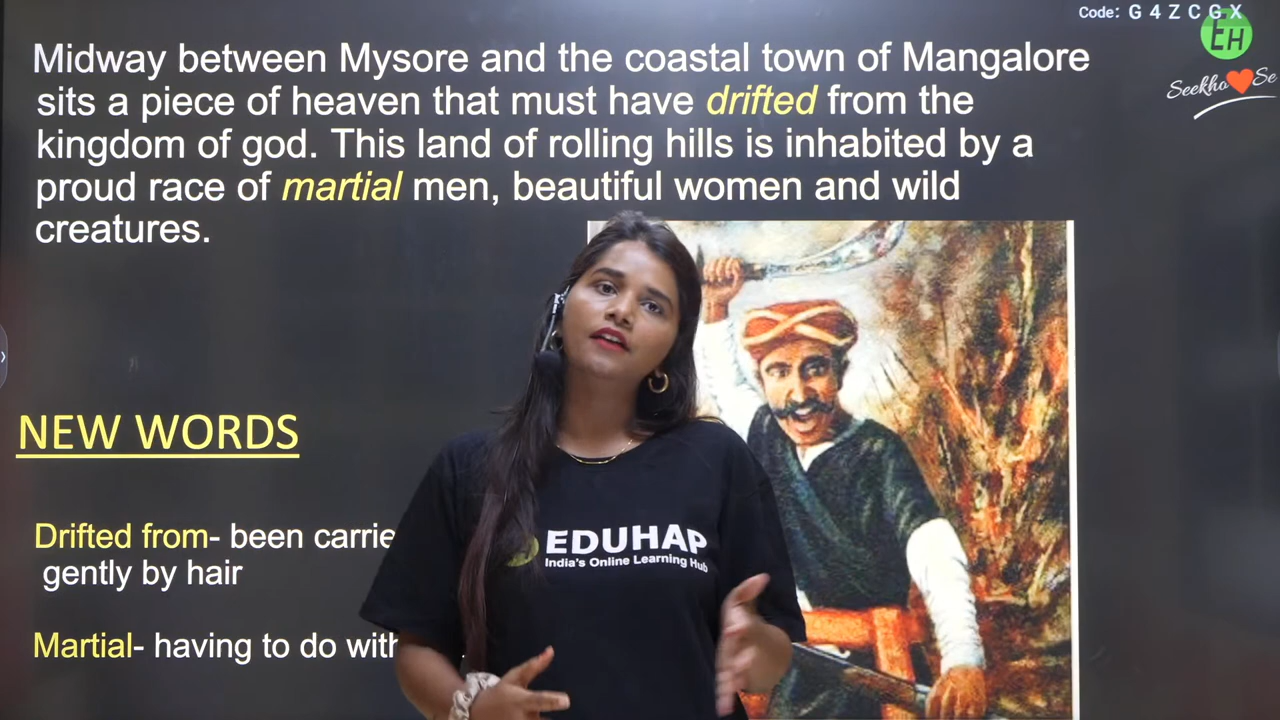 Code: G 4 Z C G X
EH
Seekho Se
Midway between Mysore and the coastal town of Mangalore
sits a piece of heaven that must have drifted from the
kingdom of god. This land of rolling hills is inhabited by a
proud race of martial men, beautiful women and wild
creatures.
NEW WORDS
Drifted from- been carrie
gently by hair
Martial- having to do with
EDUHAP
India's Online Learning Hub